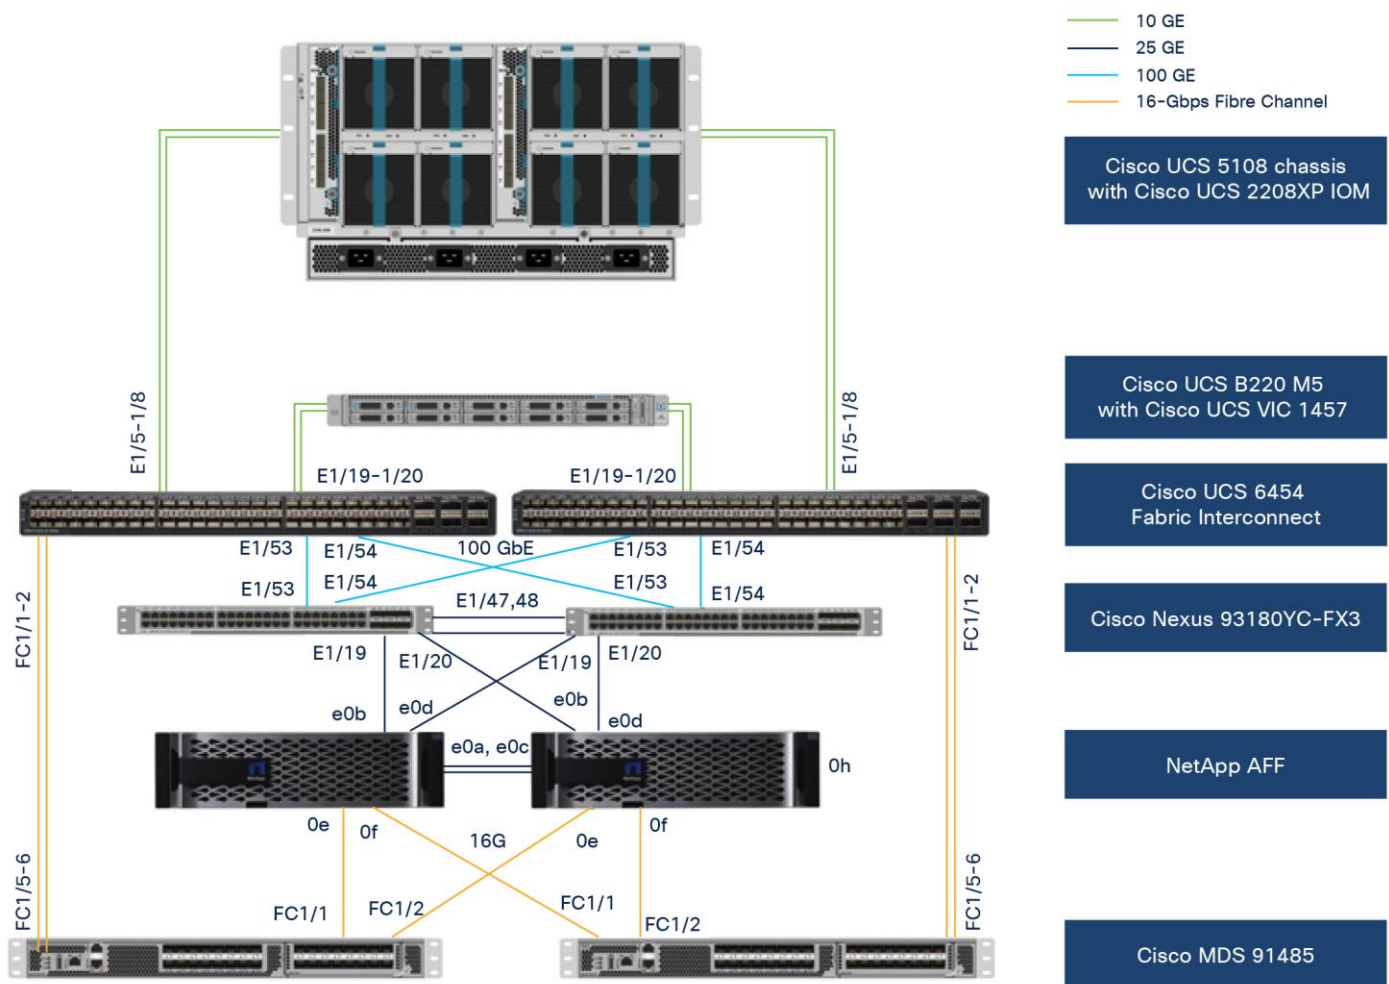 10 GE
25 GE
100 GE
16-Gbps Fibre Channel
Cisco UCS 5108 chassis
with Cisco UCS 2208XP IOM
E1/5-1/8
E1/5-1/8
Cisco UCS B220 M5
with Cisco UCS VIC 1457
E1/19-1/20
E1/19-1/20
Cisco UCS 6454
Fabric Interconnect
E1/53
E1/54
100 GbE
E1/53
E1/54
E1/53
E1/54
E1/53
E1/54
FC1/1-2
FC1/1-2
E1/47,48
Cisco Nexus 93180YC-FX3
E1/19
E1/20
E1/19
E1/20
e0b
e0d
e0b
e0d
e0a, e0c
NetApp
NetApp
0h
NetApp AFF
0e
0f
16G
0e
0f
FC1/5-6
FC1/5-6
FC1/1
FC1/2
FC1/1
FC1/2
Cisco MDS 91485